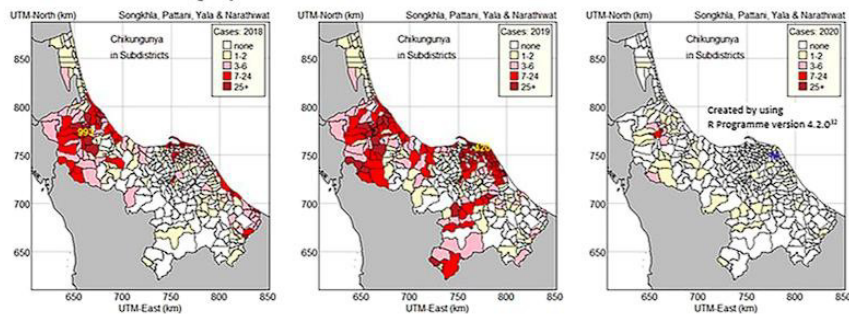 UTM-North (km) Songkhla, Pattani, Yala & Narathiwat
Chikungunya
in Subdistricts
Cases: 2018
none
1-2
3-6
7-24
25+
850
800
750
700
650
650 700 750 800 850
UTM-East (km)
UTM-North (km) Songkhla, Pattani, Yala & Narathiwat
Chikungunya
in Subdistricts
Cases: 2019
none
1-2
3-6
7-24
25+
850
800
750
700
650
650 700 750 800 850
UTM-East (km)
UTM-North (km) Songkhla, Pattani, Yala & Narathiwat
Chikungunya
in Subdistricts
Cases: 2020
none
1-2
3-6
7-24
25+
Created by using
R Programme version 4.2.0³²
850
800
750
700
650
650 700 750 800 850
UTM-East (km)